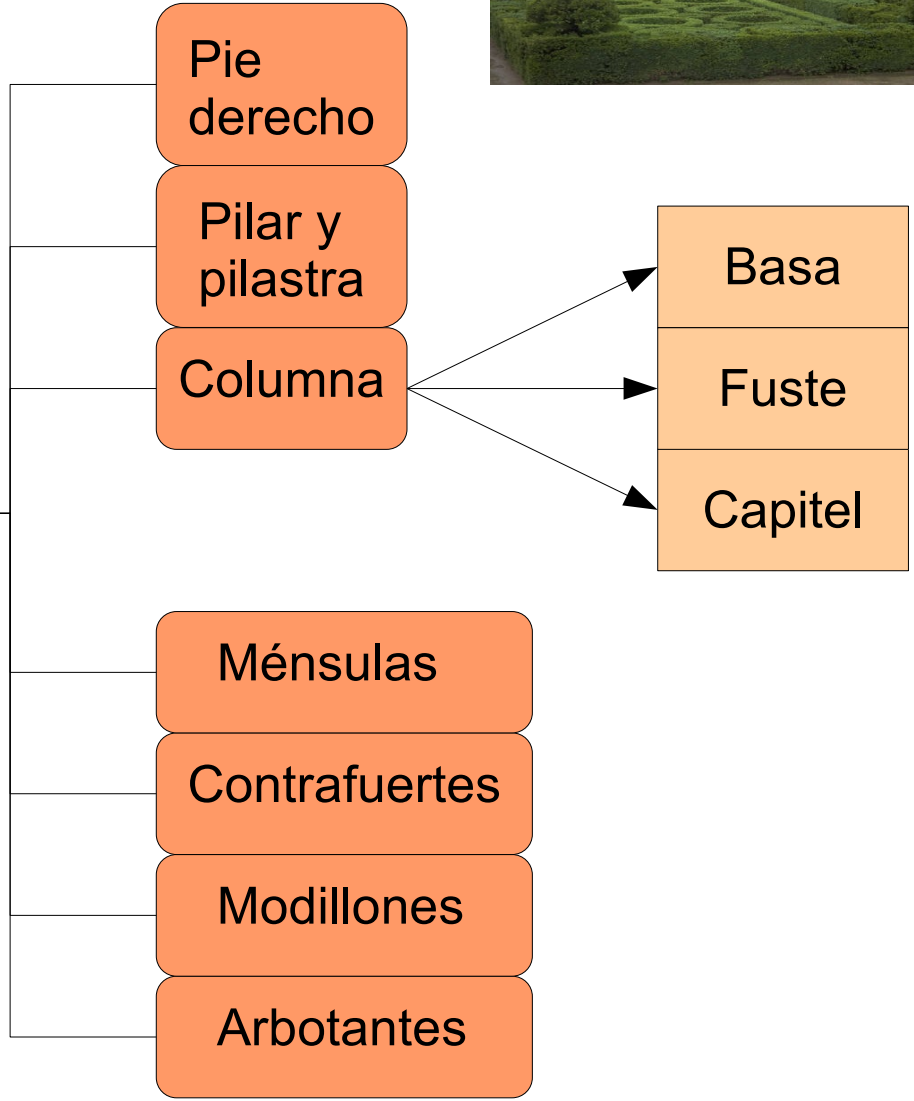 Pie
derecho
Pilar y
pilastra
Columna
Basa
Fuste
Capitel
Ménsulas
Contrafuertes
Modillones
Arbotantes